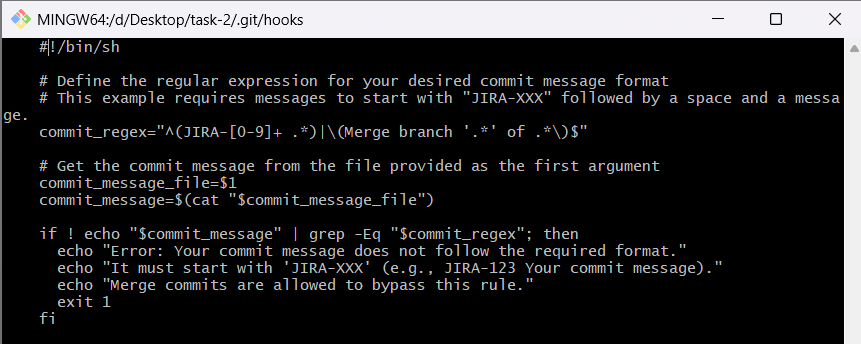 MINGW64:/d/Desktop/task-2/.git/hooks
#!/bin/sh
# Define the regular expression for your desired commit message format
# This example requires messages to start with "JIRA-XXX" followed by a space and a messa
ge.
commit_regex="^(JIRA-[0-9]+ .*)|\(Merge branch '.*' of .*\)$"
# Get the commit message from the file provided as the first argument
commit_message_file=$1
commit_message=$(cat "$commit_message_file")
if ! echo "$commit_message" | grep -Eq "$commit_regex"; then
  echo "Error: Your commit message does not follow the required format."
  echo "It must start with 'JIRA-XXX' (e.g., JIRA-123 Your commit message)."
  echo "Merge commits are allowed to bypass this rule."
  exit 1
fi